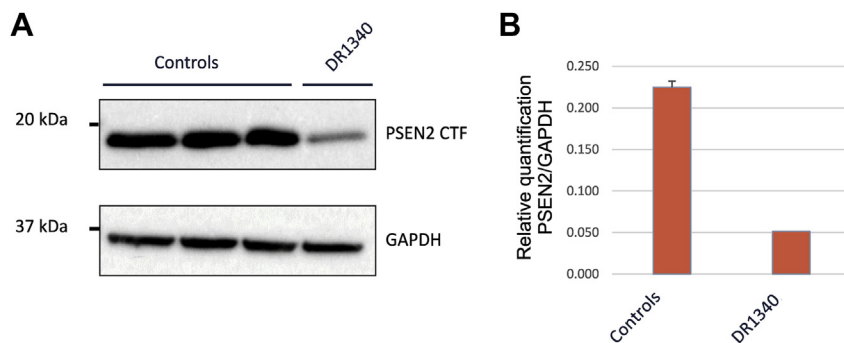 A
Controls
DR1340
20 kDa
PSEN2 CTF
37 kDa
GAPDH
B
Relative quantification
PSEN2/GAPDH
0.250
0.200
0.150
0.100
0.050
0.000
Controls
DR1340